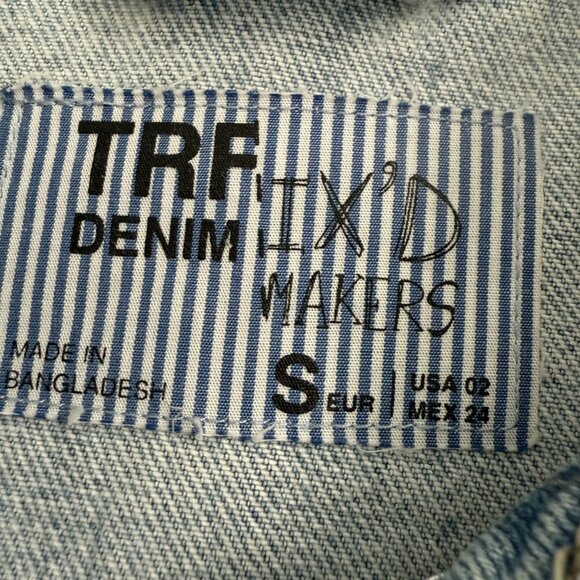 TRF
DENIM
IX'D
MAKERS
MADE IN
BANGLADESH
S EUR
USA 02
MEX 24